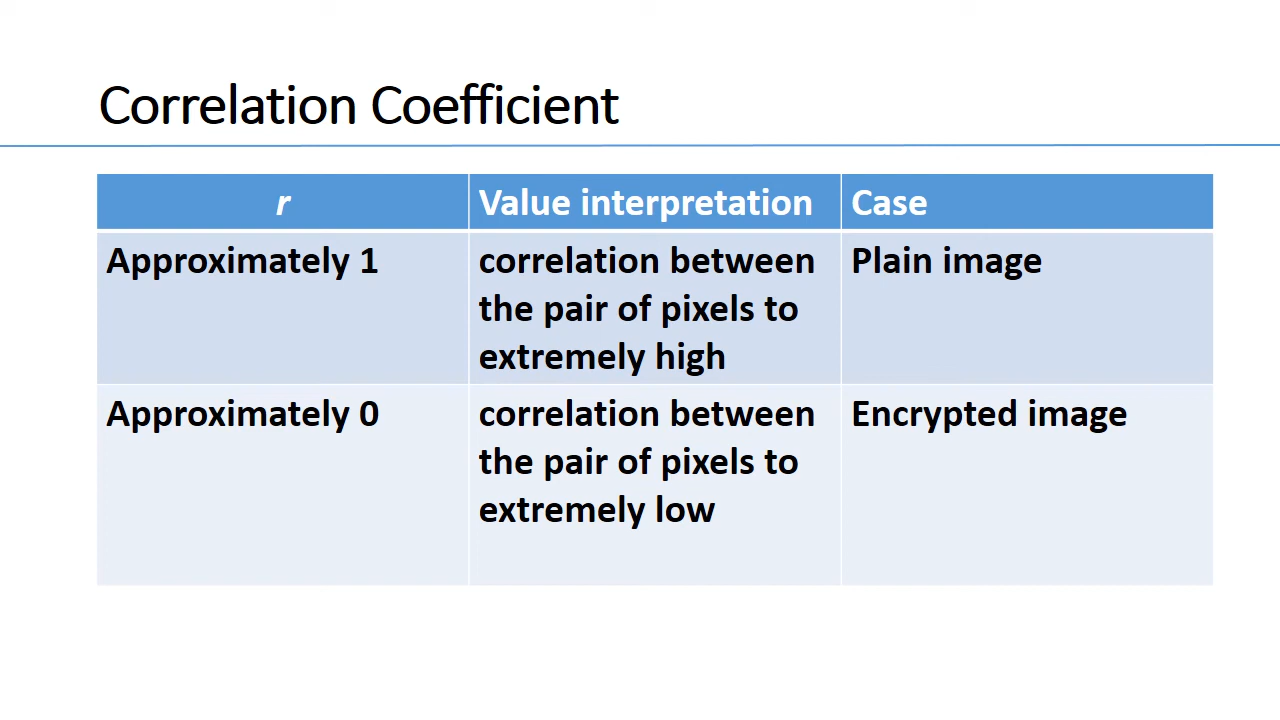 Correlation Coefficient
r
Value interpretation
Case
Approximately 1
correlation between
the pair of pixels to
extremely high
Plain image
Approximately 0
correlation between
the pair of pixels to
extremely low
Encrypted image